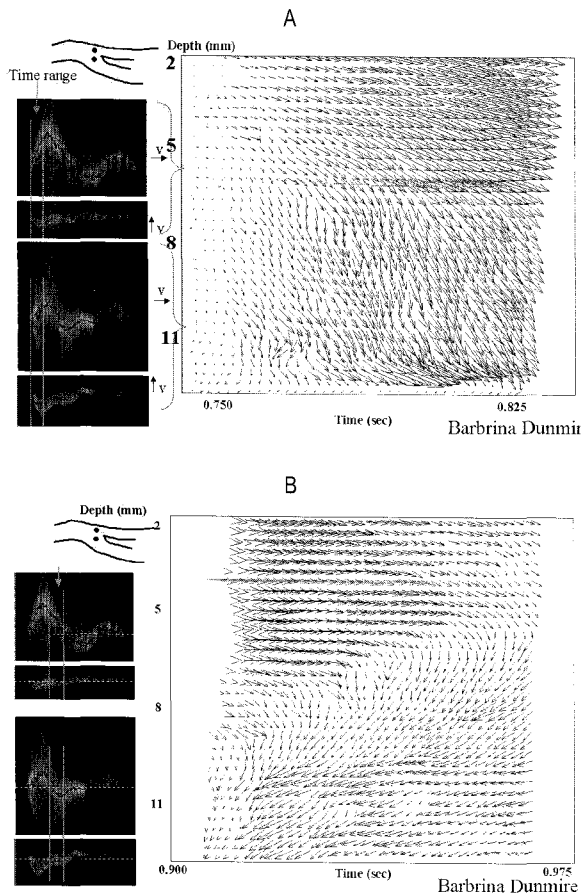 A
Depth (mm)
2
Time range
5
v
v
8
v
11
v
0.750
0.825
Time (sec)
Barbrina Dunmir
B
Depth (mm)
2
5
8
11
0.900
Time (sec)
0.975
Barbrina Dunmire